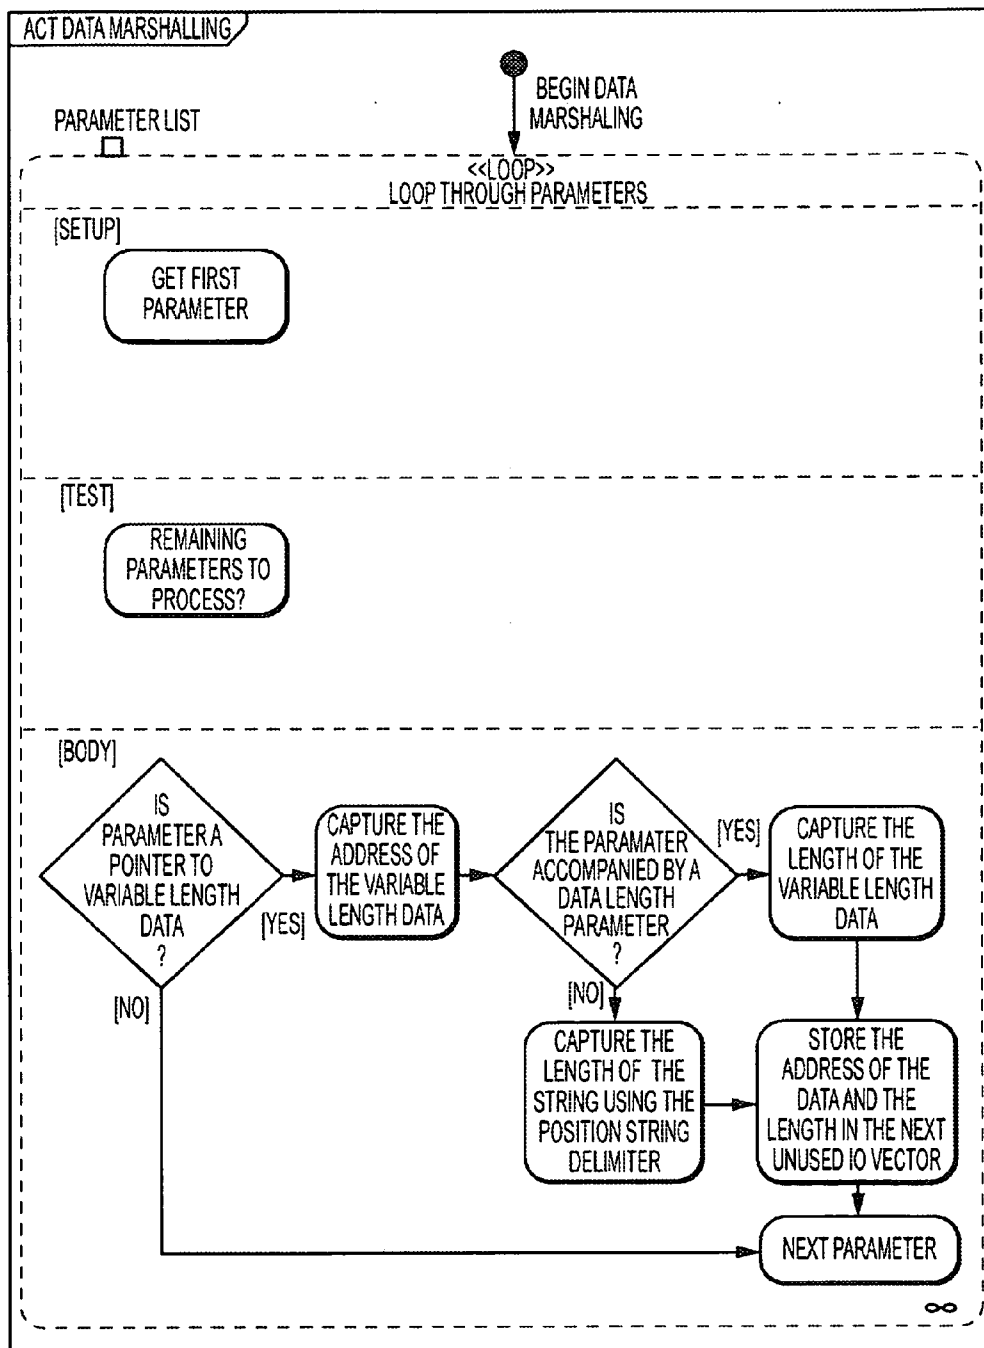 ACT DATA MARSHALLING
BEGIN DATA
MARSHALING
PARAMETER LIST
<<LOOP>>
LOOP THROUGH PARAMETERS
[SETUP]
GET FIRST
PARAMETER
[TEST]
REMAINING
PARAMETERS TO
PROCESS?
[BODY]
IS
PARAMETER A
POINTER TO
VARIABLE LENGTH
DATA
?
[YES]
CAPTURE THE
ADDRESS OF
THE VARIABLE
LENGTH DATA
IS
THE PARAMATER
ACCOMPANIED BY A
DATA LENGTH
PARAMETER
?
[YES]
CAPTURE THE
LENGTH OF THE
VARIABLE LENGTH
DATA
[NO]
[NO]
CAPTURE THE
LENGTH OF THE
STRING USING THE
POSITION STRING
DELIMITER
STORE THE
ADDRESS OF THE
DATA AND THE
LENGTH IN THE NEXT
UNUSED IO VECTOR
NEXT PARAMETER
∞